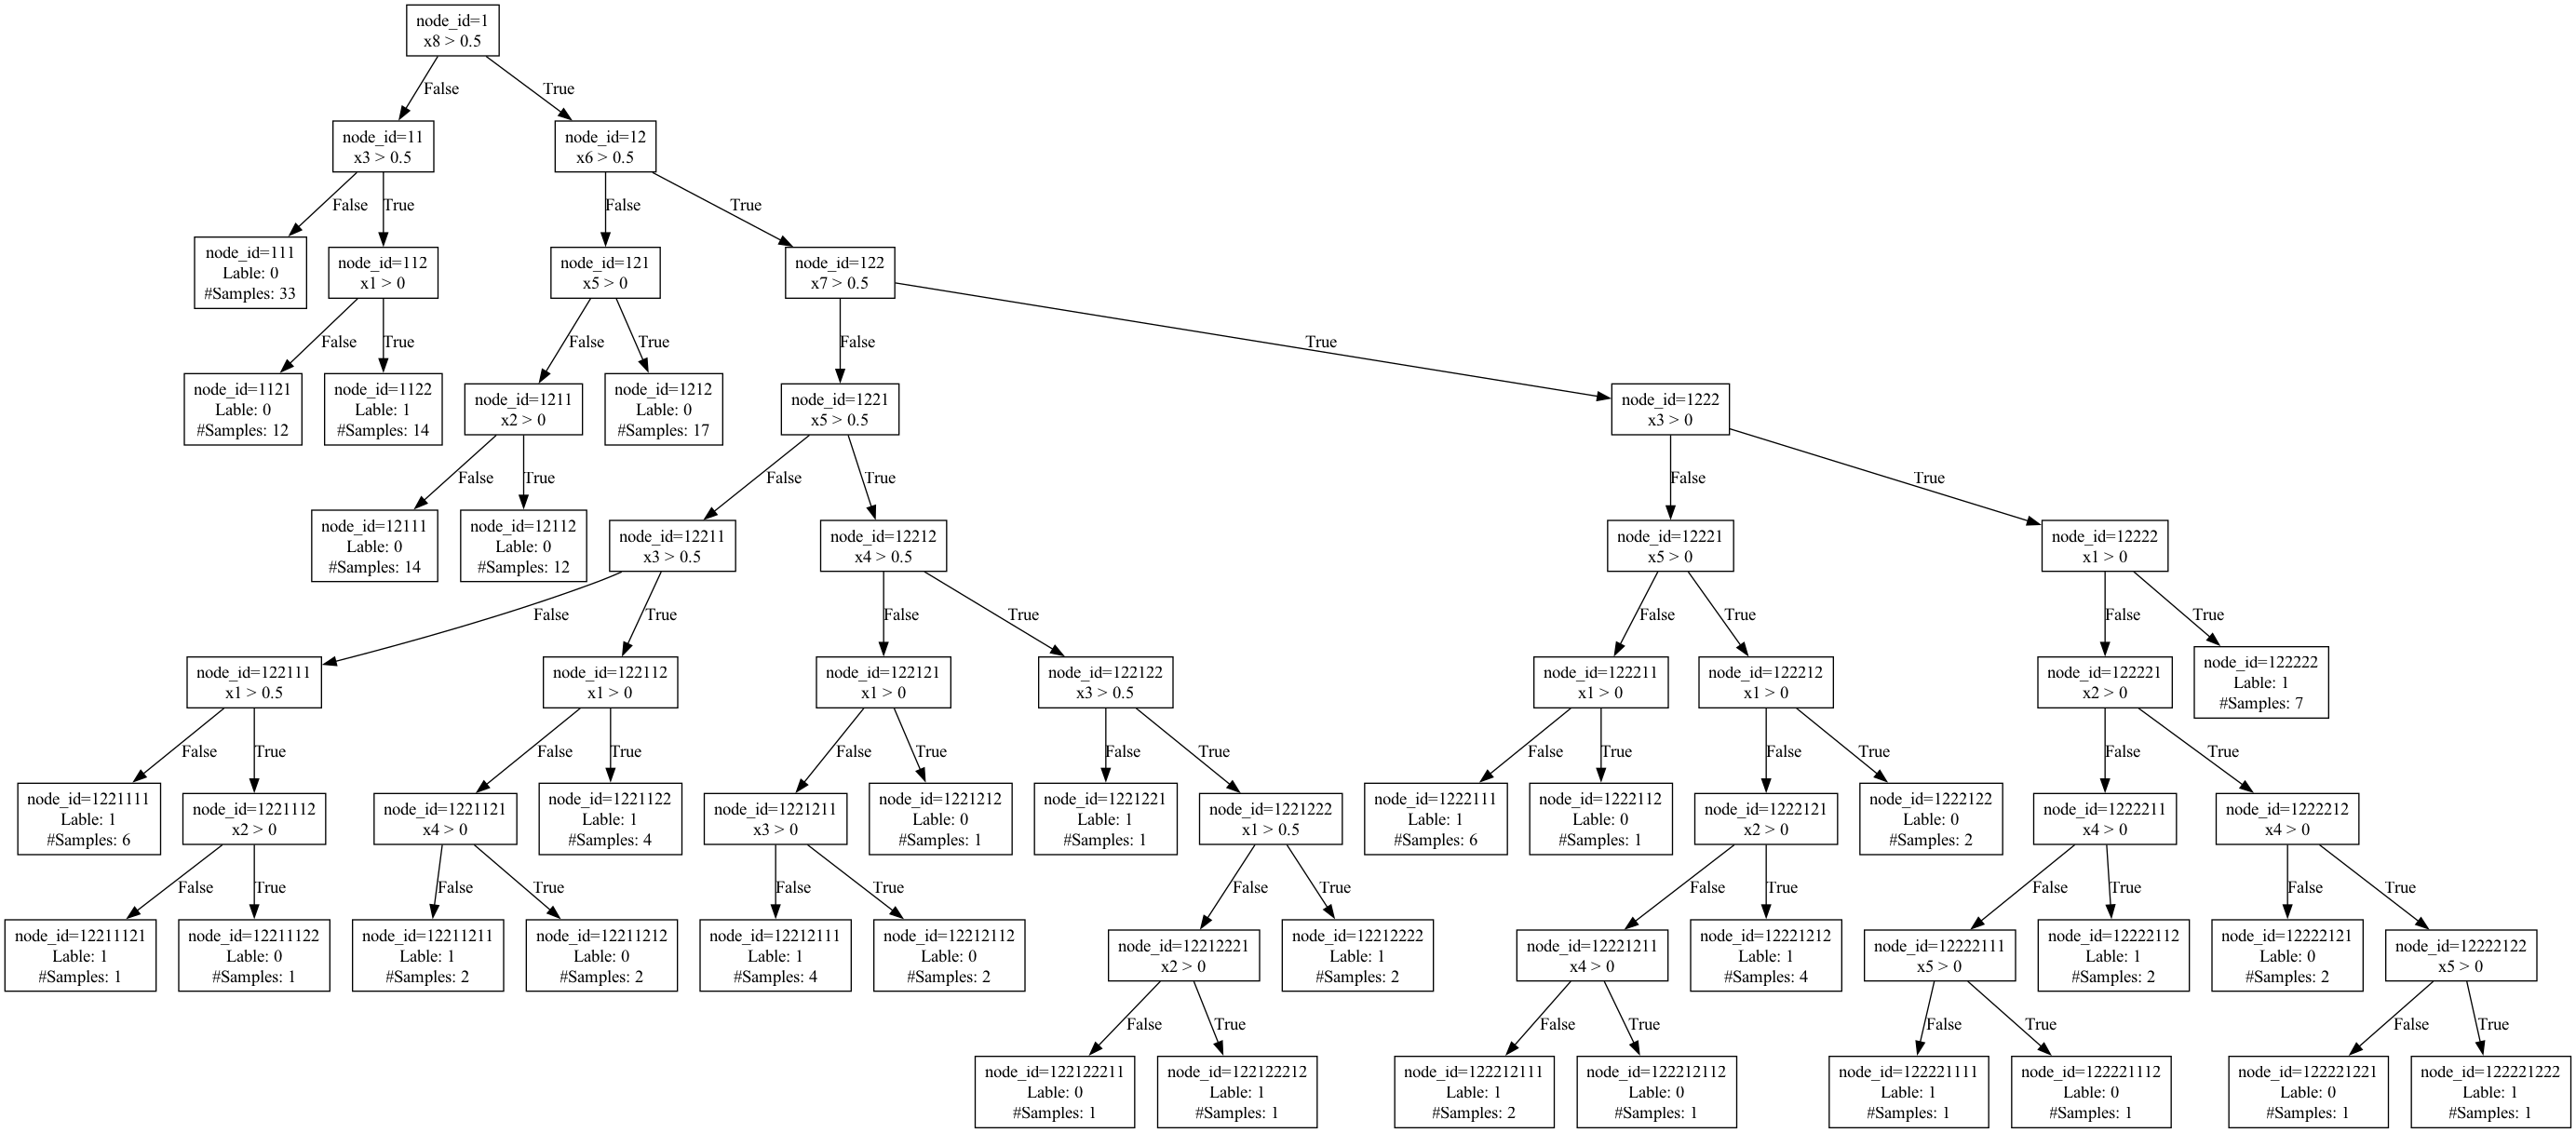 node_id=1
x8 > 0.5
False
True
node_id=11
x3 > 0.5
node_id=12
x6 > 0.5
False
True
False
True
node_id=111
Lable: 0
#Samples: 33
node_id=112
x1 > 0
node_id=121
x5 > 0
node_id=122
x7 > 0.5
False
True
False
True
False
True
node_id=1121
Lable: 0
#Samples: 12
node_id=1122
Lable: 1
#Samples: 14
node_id=1211
x2 > 0
node_id=1212
Lable: 0
#Samples: 17
node_id=1221
x5 > 0.5
node_id=1222
x3 > 0
False
True
False
True
False
True
node_id=12111
Lable: 0
#Samples: 14
node_id=12112
Lable: 0
#Samples: 12
node_id=12211
x3 > 0.5
node_id=12212
x4 > 0.5
node_id=12221
x5 > 0
node_id=12222
x1 > 0
False
True
False
True
False
True
False
True
node_id=122111
x1 > 0.5
node_id=122112
x1 > 0
node_id=122121
x1 > 0
node_id=122122
x3 > 0.5
node_id=122211
x1 > 0
node_id=122212
x1 > 0
node_id=122221
x2 > 0
node_id=122222
Lable: 1
#Samples: 7
False
True
False
True
False
True
False
True
False
True
False
True
False
True
node_id=1221111
Lable: 1
#Samples: 6
node_id=1221112
x2 > 0
node_id=1221121
x4 > 0
node_id=1221122
Lable: 1
#Samples: 4
node_id=1221211
x3 > 0
node_id=1221212
Lable: 0
#Samples: 1
node_id=1221221
Lable: 1
#Samples: 1
node_id=1221222
x1 > 0.5
node_id=1222111
Lable: 1
#Samples: 6
node_id=1222112
Lable: 0
#Samples: 1
node_id=1222121
x2 > 0
node_id=1222122
Lable: 0
#Samples: 2
node_id=1222211
x4 > 0
node_id=1222212
x4 > 0
False
True
False
True
False
True
False
True
False
True
False
True
False
True
node_id=12211121
Lable: 1
#Samples: 1
node_id=12211122
Lable: 0
#Samples: 1
node_id=12211211
Lable: 1
#Samples: 2
node_id=12211212
Lable: 0
#Samples: 2
node_id=12212111
Lable: 1
#Samples: 4
node_id=12212112
Lable: 0
#Samples: 2
node_id=12212221
x2 > 0
node_id=12212222
Lable: 1
#Samples: 2
node_id=12221211
x4 > 0
node_id=12221212
Lable: 1
#Samples: 4
node_id=12222111
x5 > 0
node_id=12222112
Lable: 1
#Samples: 2
node_id=12222121
Lable: 0
#Samples: 2
node_id=12222122
x5 > 0
False
True
False
True
False
True
False
True
node_id=122122211
Lable: 0
#Samples: 1
node_id=122122212
Lable: 1
#Samples: 1
node_id=122212111
Lable: 1
#Samples: 2
node_id=122212112
Lable: 0
#Samples: 1
node_id=122221111
Lable: 1
#Samples: 1
node_id=122221112
Lable: 0
#Samples: 1
node_id=122221221
Lable: 0
#Samples: 1
node_id=122221222
Lable: 1
#Samples: 1